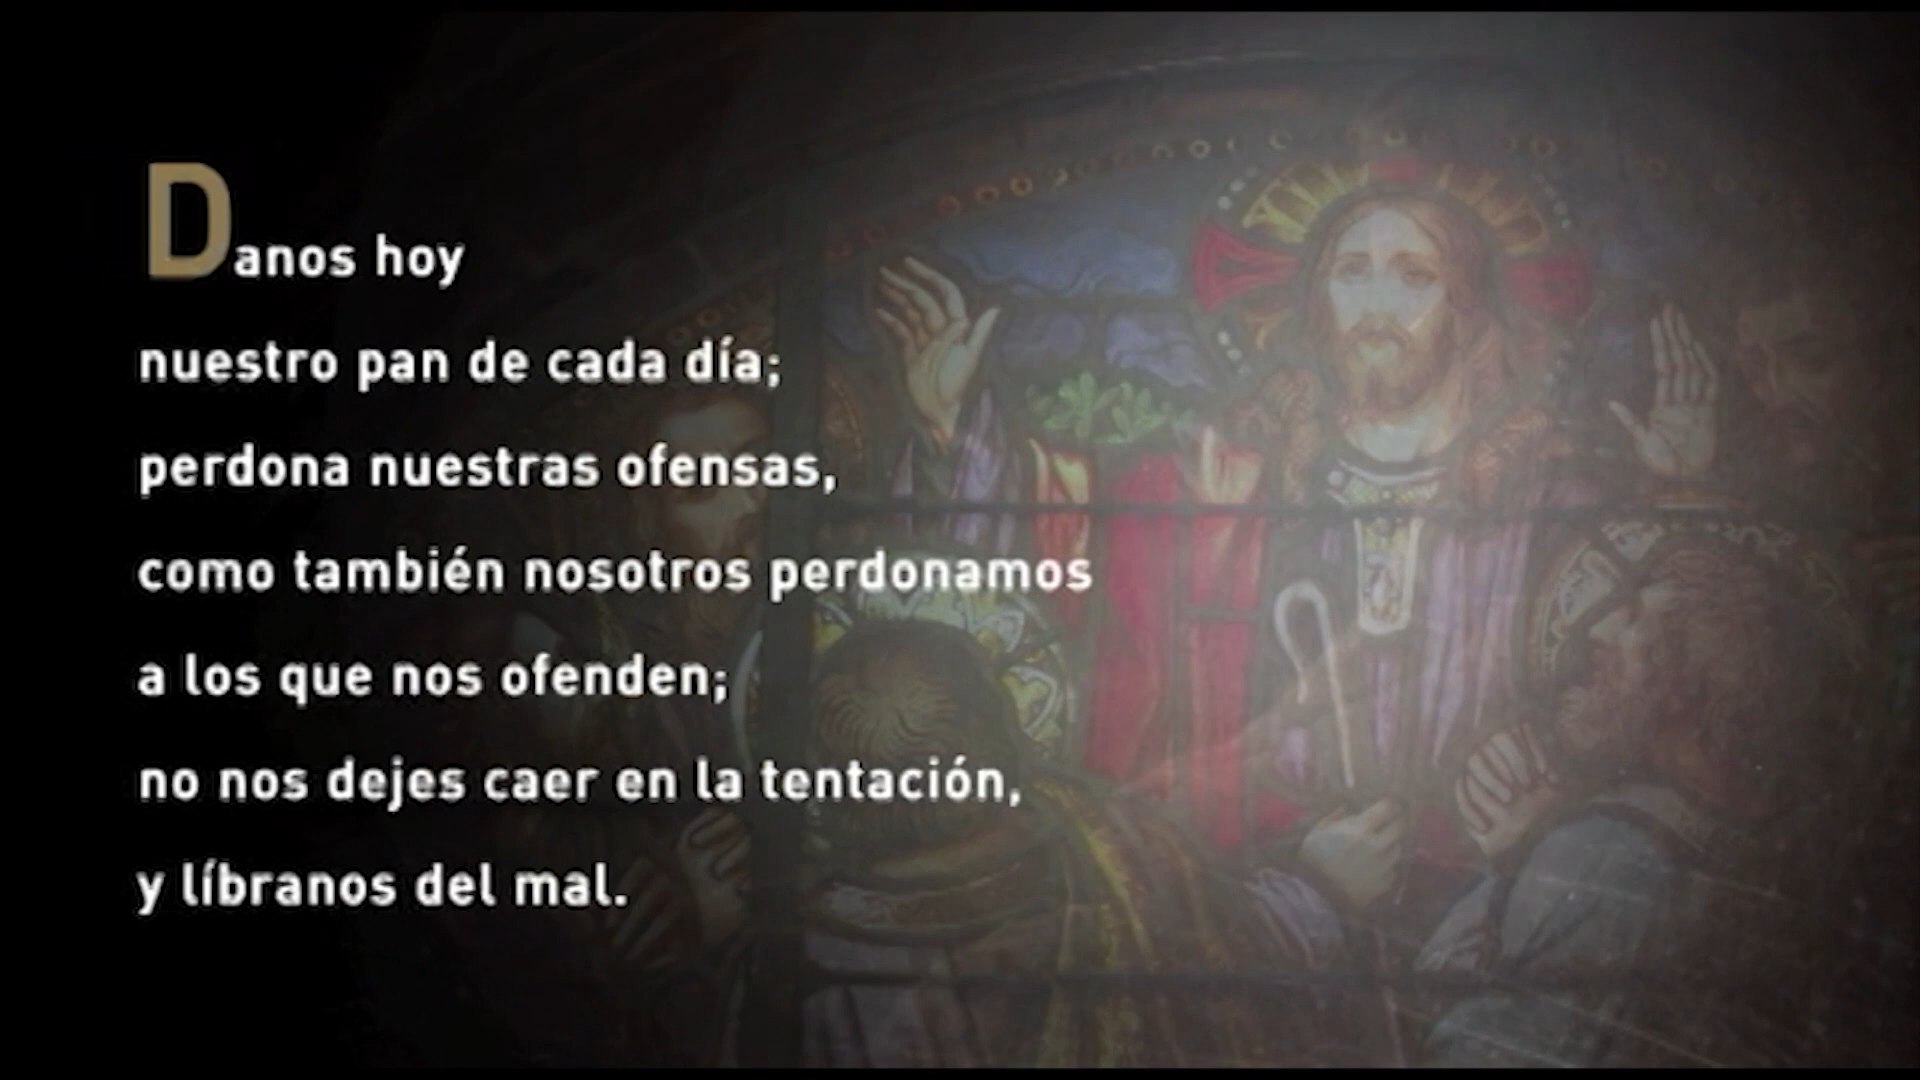 Danos hoy
nuestro pan de cada día;
perdona nuestras ofensas,
como también nosotros perdonamos
a los que nos ofenden;
no nos dejes caer en la tentación,
y líbranos del mal.